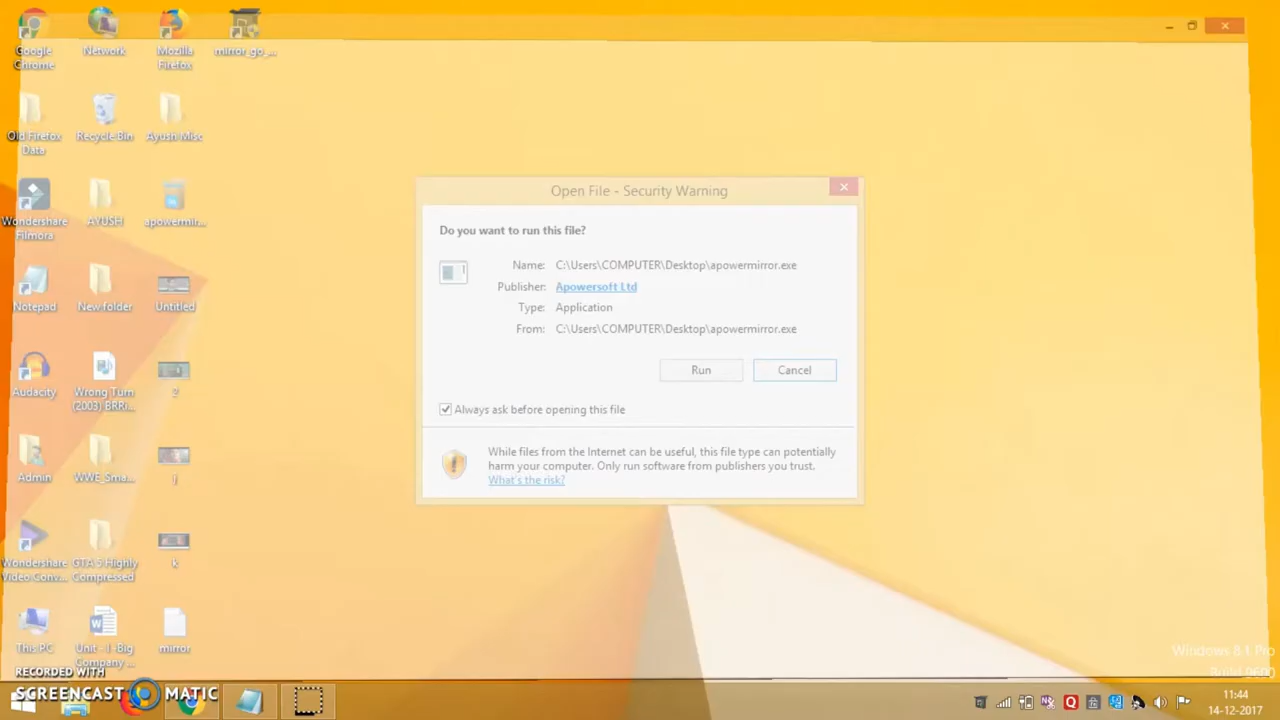 Google
Chrome
Network
Mozilla
Firefox
mirror_go_...
Old Firefox
Data
Recycle Bin
Ayush Misc
Wondershare
Filmora
AYUSH
apowermir...
Notepad
New folder
Untitled
Audacity
Wrong Turn
(2003) BRRi...
2
Admin
WWE_Sma...
j
Wondershare
Video Conv...
GTA 5 Highly
Compressed
k
This PC
Unit - I -Big
Company ...
mirror
Open File - Security Warning
Do you want to run this file?
Name: C:\Users\COMPUTER\Desktop\apowermirror.exe
Publisher: Apowersoft Ltd
Type: Application
From: C:\Users\COMPUTER\Desktop\apowermirror.exe
Run
Cancel
Always ask before opening this file
While files from the Internet can be useful, this file type can potentially
harm your computer. Only run software from publishers you trust.
What's the risk?
Windows 8.1 Pro
Build 9600
RECORDED WITH
SCREENCAST MATIC
11:44
14-12-2017